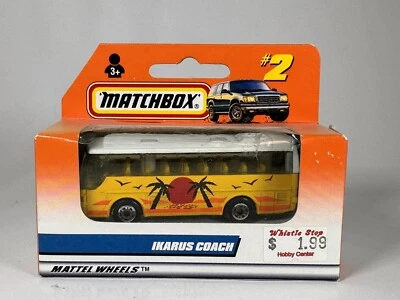 3+
#2
MATCHBOX
IKARUS COACH
Whistle Stop
$ 1.99
Hobby Center
MATTEL WHEELS™